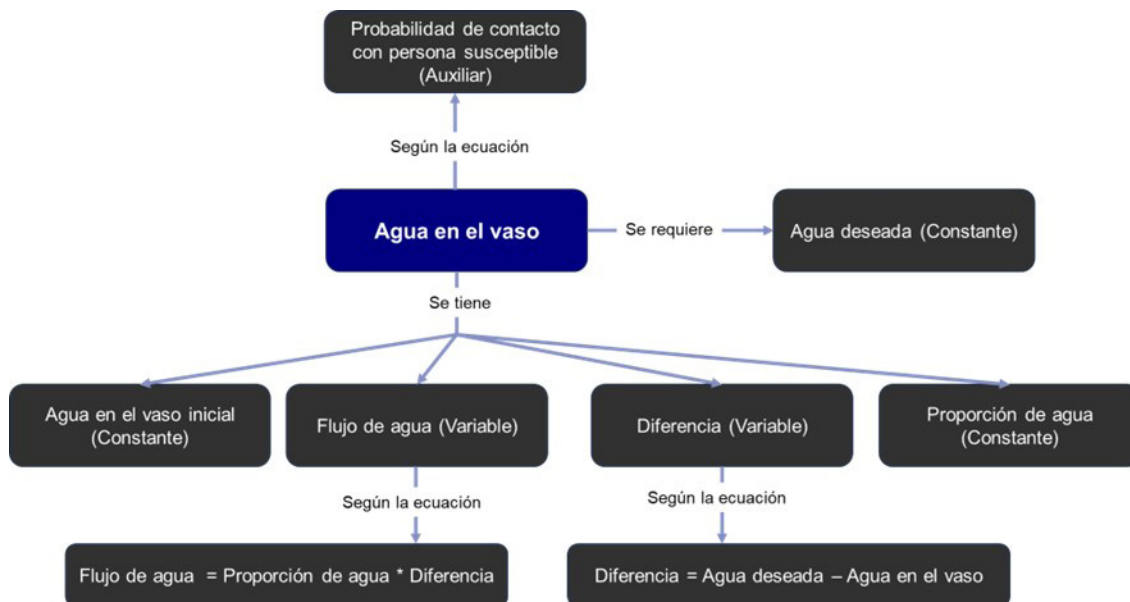 Probabilidad de contacto
con persona susceptible
(Auxiliar)
Según la ecuación
Agua en el vaso
Se requiere
Agua deseada (Constante)
Se tiene
Agua en el vaso inicial
(Constante)
Flujo de agua (Variable)
Diferencia (Variable)
Proporción de agua
(Constante)
Según la ecuación
Según la ecuación
Flujo de agua = Proporción de agua * Diferencia
Diferencia = Agua deseada – Agua en el vaso